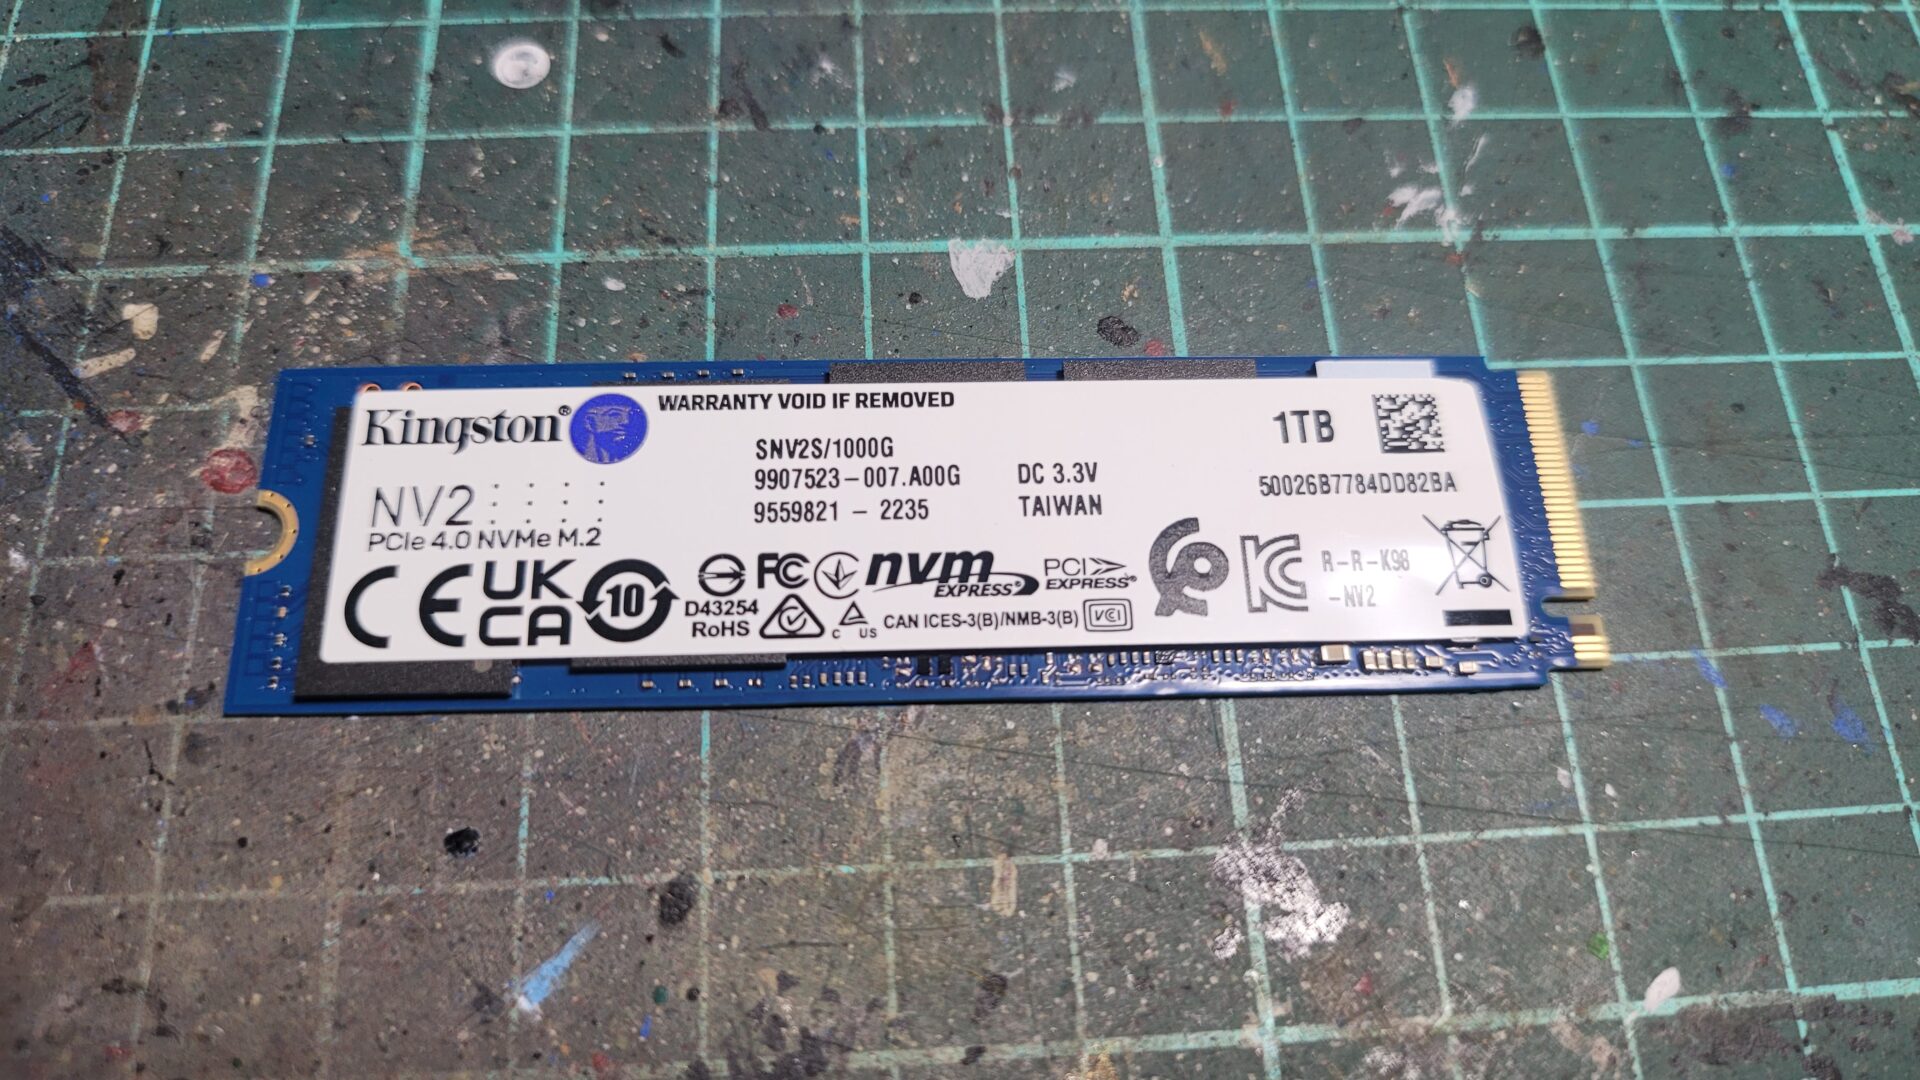 Kingston®
WARRANTY VOID IF REMOVED
1TB
SNV2S/1000G
9907523-007.A00G
DC 3.3V
50026B7784DD82BA
9559821 - 2235
TAIWAN
NV2
PCIe 4.0 NVMe M.2
CE
UK
CA
10
D43254
RoHS
FC
nvm
EXPRESS®
PCI
EXPRESS®
C US
CAN ICES-3(B)/NMB-3(B)
VCI
KC
R-R-K98
-NV2